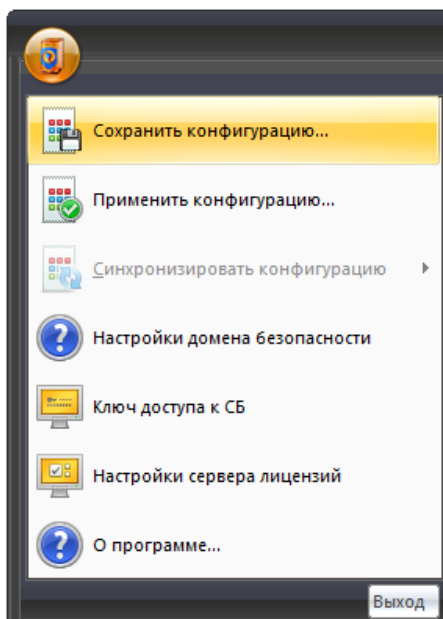 Сохранить конфигурацию...
Применить конфигурацию...
Синхронизировать конфигурацию
Настройки домена безопасности
Ключ доступа к СБ
Настройки сервера лицензий
О программе...
Выход